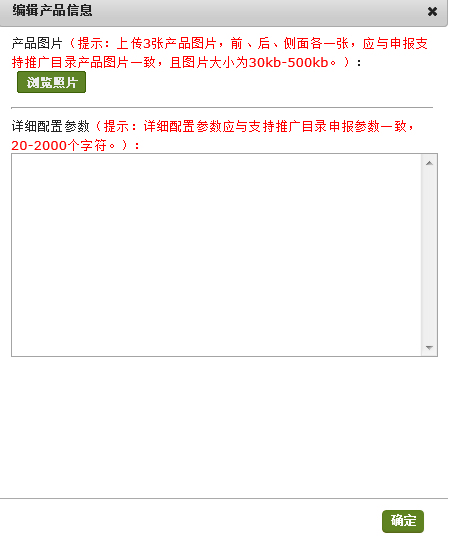 编辑产品信息
产品图片（提示：上传3张产品图片，前、后、侧面各一张，应与申报支
持推广目录产品图片一致，且图片大小为30kb-500kb。）：
浏览照片
详细配置参数（提示：详细配置参数应与支持推广目录申报参数一致，
20-2000个字符。）：
确定